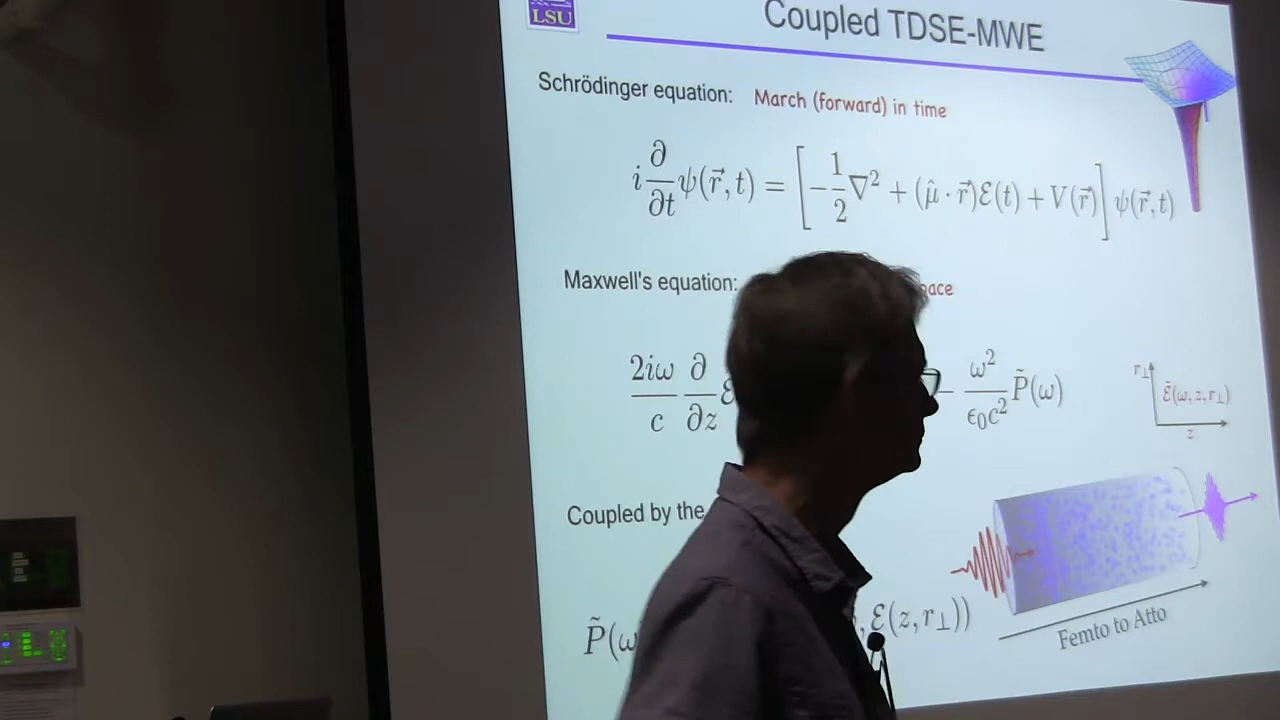 LSU
Coupled TDSE-MWE
Schrödinger equation: March (forward) in time
i ∂/∂t ψ(r⃗, t) = [ −1/2 ∇² + (μ̂ · r⃗)ℰ(t) + V(r⃗) ] ψ(r⃗, t)
Maxwell's equation:
2iω/c ∂/∂z ω²/ϵ₀c² P̃(ω)
r⊥
ℰ̃(ω, z, r⊥)
z
Coupled by the
P̃(ω , ℰ(z, r⊥))
Femto to Atto